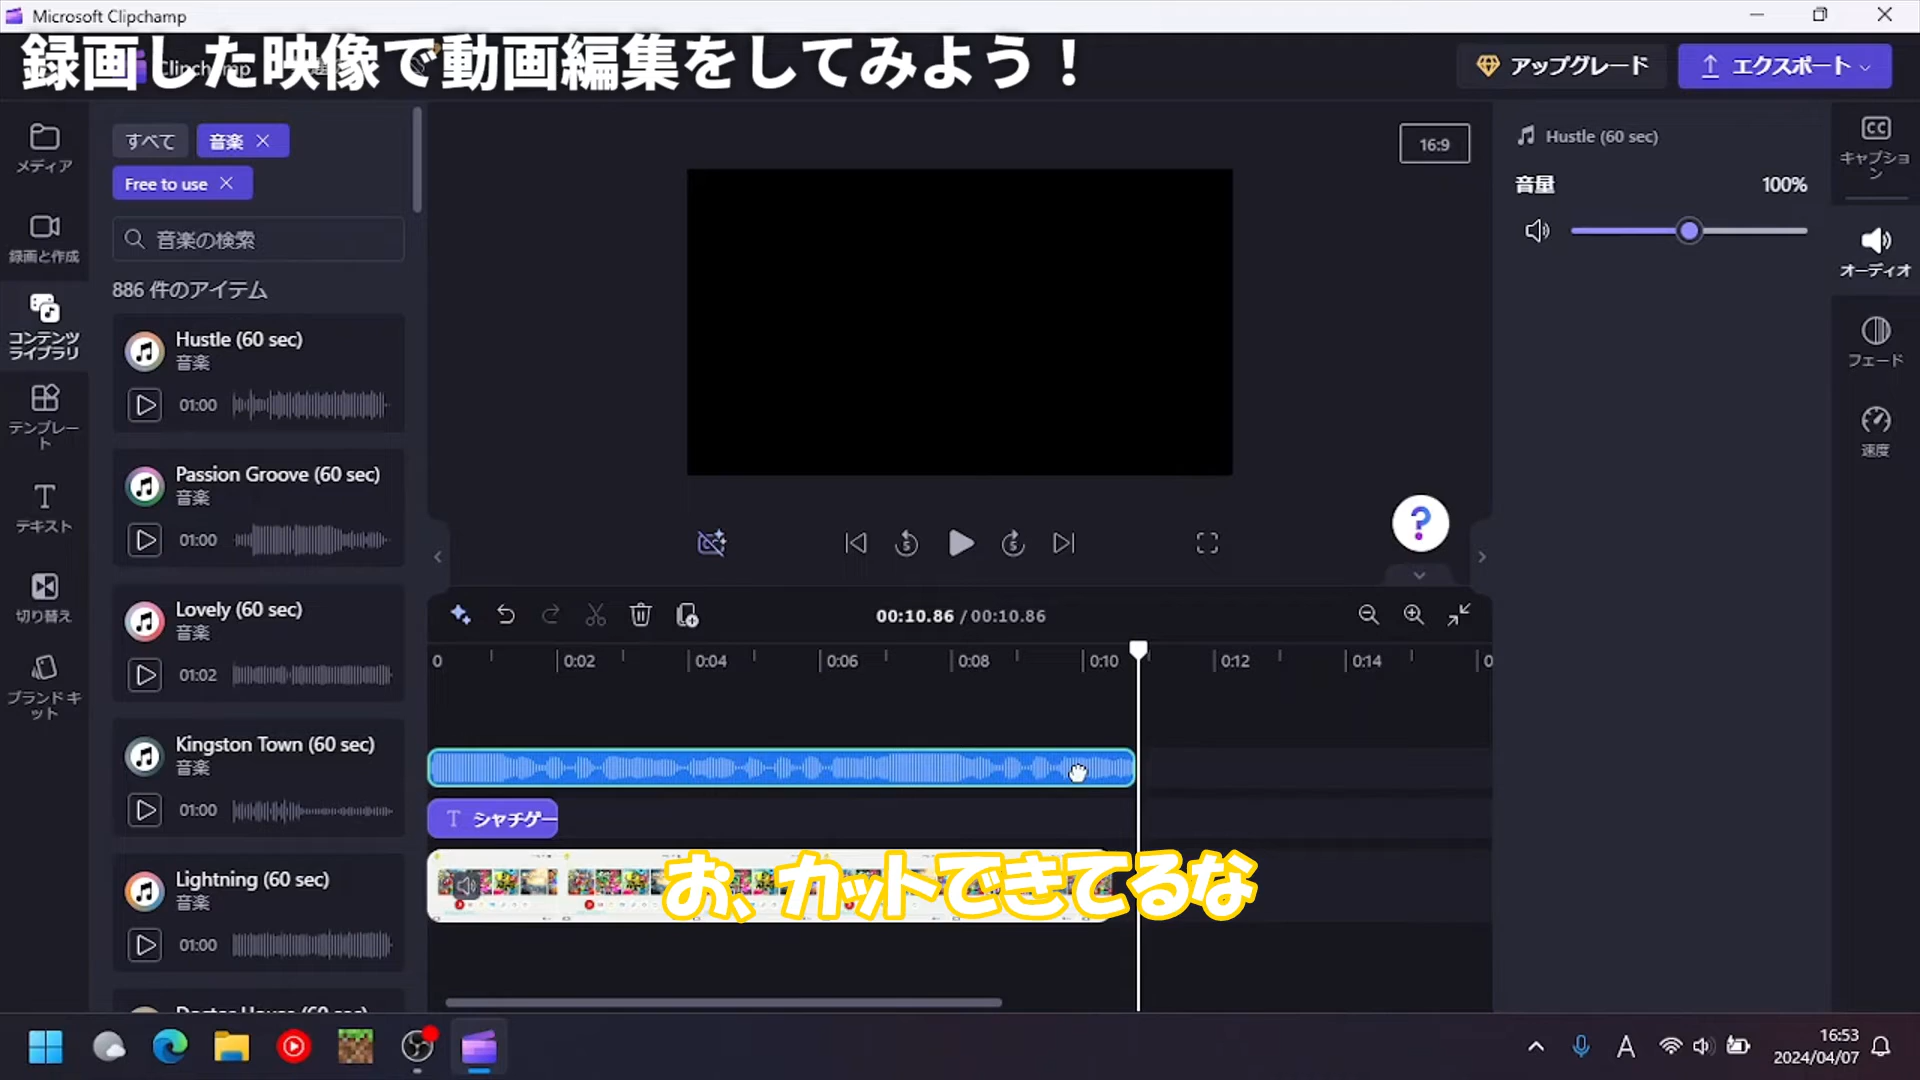 Microsoft Clipchamp
録画した映像で動画編集をしてみよう！
Clipchamp
アップグレード
エクスポート
メディア
録画と作成
コンテンツ
ライブラリ
テンプレー
ト
テキスト
切り替え
ブランド キ
ット
すべて
音楽
Free to use
音楽の検索
886 件のアイテム
Hustle (60 sec)
音楽
01:00
Passion Groove (60 sec)
音楽
01:00
Lovely (60 sec)
音楽
01:02
Kingston Town (60 sec)
音楽
01:00
Lightning (60 sec)
音楽
01:00
16:9
5
5
?
00:10.86 / 00:10.86
0
0:02
0:04
0:06
0:08
0:10
0:12
0:14
0
T シャチゲー
お、カットできてるな
Hustle (60 sec)
音量
100%
CC
キャプショ
ン
オーディオ
フェード
速度
A
16:53
2024/04/07